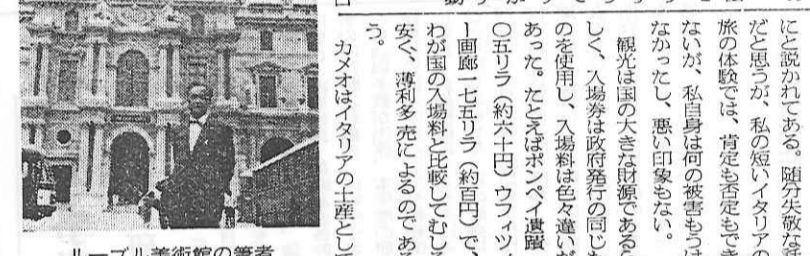 にと説かれてある。随分失敬な話
だと思うが、私の短いイタリアの
旅の体験では、肯定も否定もでき
ないが、私自身は何の被害もうけ
なかったし、悪い印象もない。
観光は国の大きな財源であるら
しく、入場券は政府発行の同じも
のを使用し、入場料は色々違いが
あった。たとえばポンペイ遺蹟一
〇五リラ（約六十円）ウフィツィ
ー画廊一七五リラ（約百円）で、
わが国の入場料と比較してむしろ
安く、薄利多売によるのであろ
う。
カメオはイタリアの土産として
ルーブル美術館の筆者